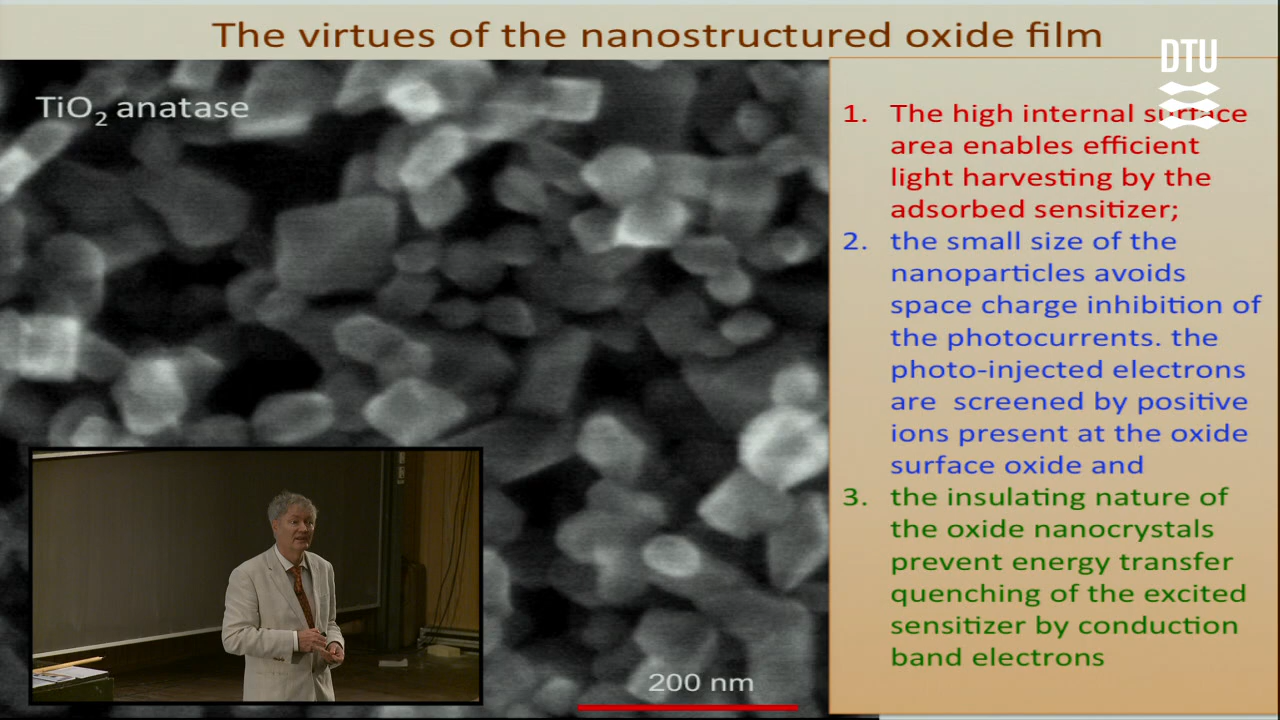 The virtues of the nanostructured oxide film
DTU
TiO2 anatase
1. The high internal surface
area enables efficient
light harvesting by the
adsorbed sensitizer;
2. the small size of the
nanoparticles avoids
space charge inhibition of
the photocurrents. the
photo-injected electrons
are screened by positive
ions present at the oxide
surface oxide and
3. the insulating nature of
the oxide nanocrystals
prevent energy transfer
quenching of the excited
sensitizer by conduction
band electrons
200 nm